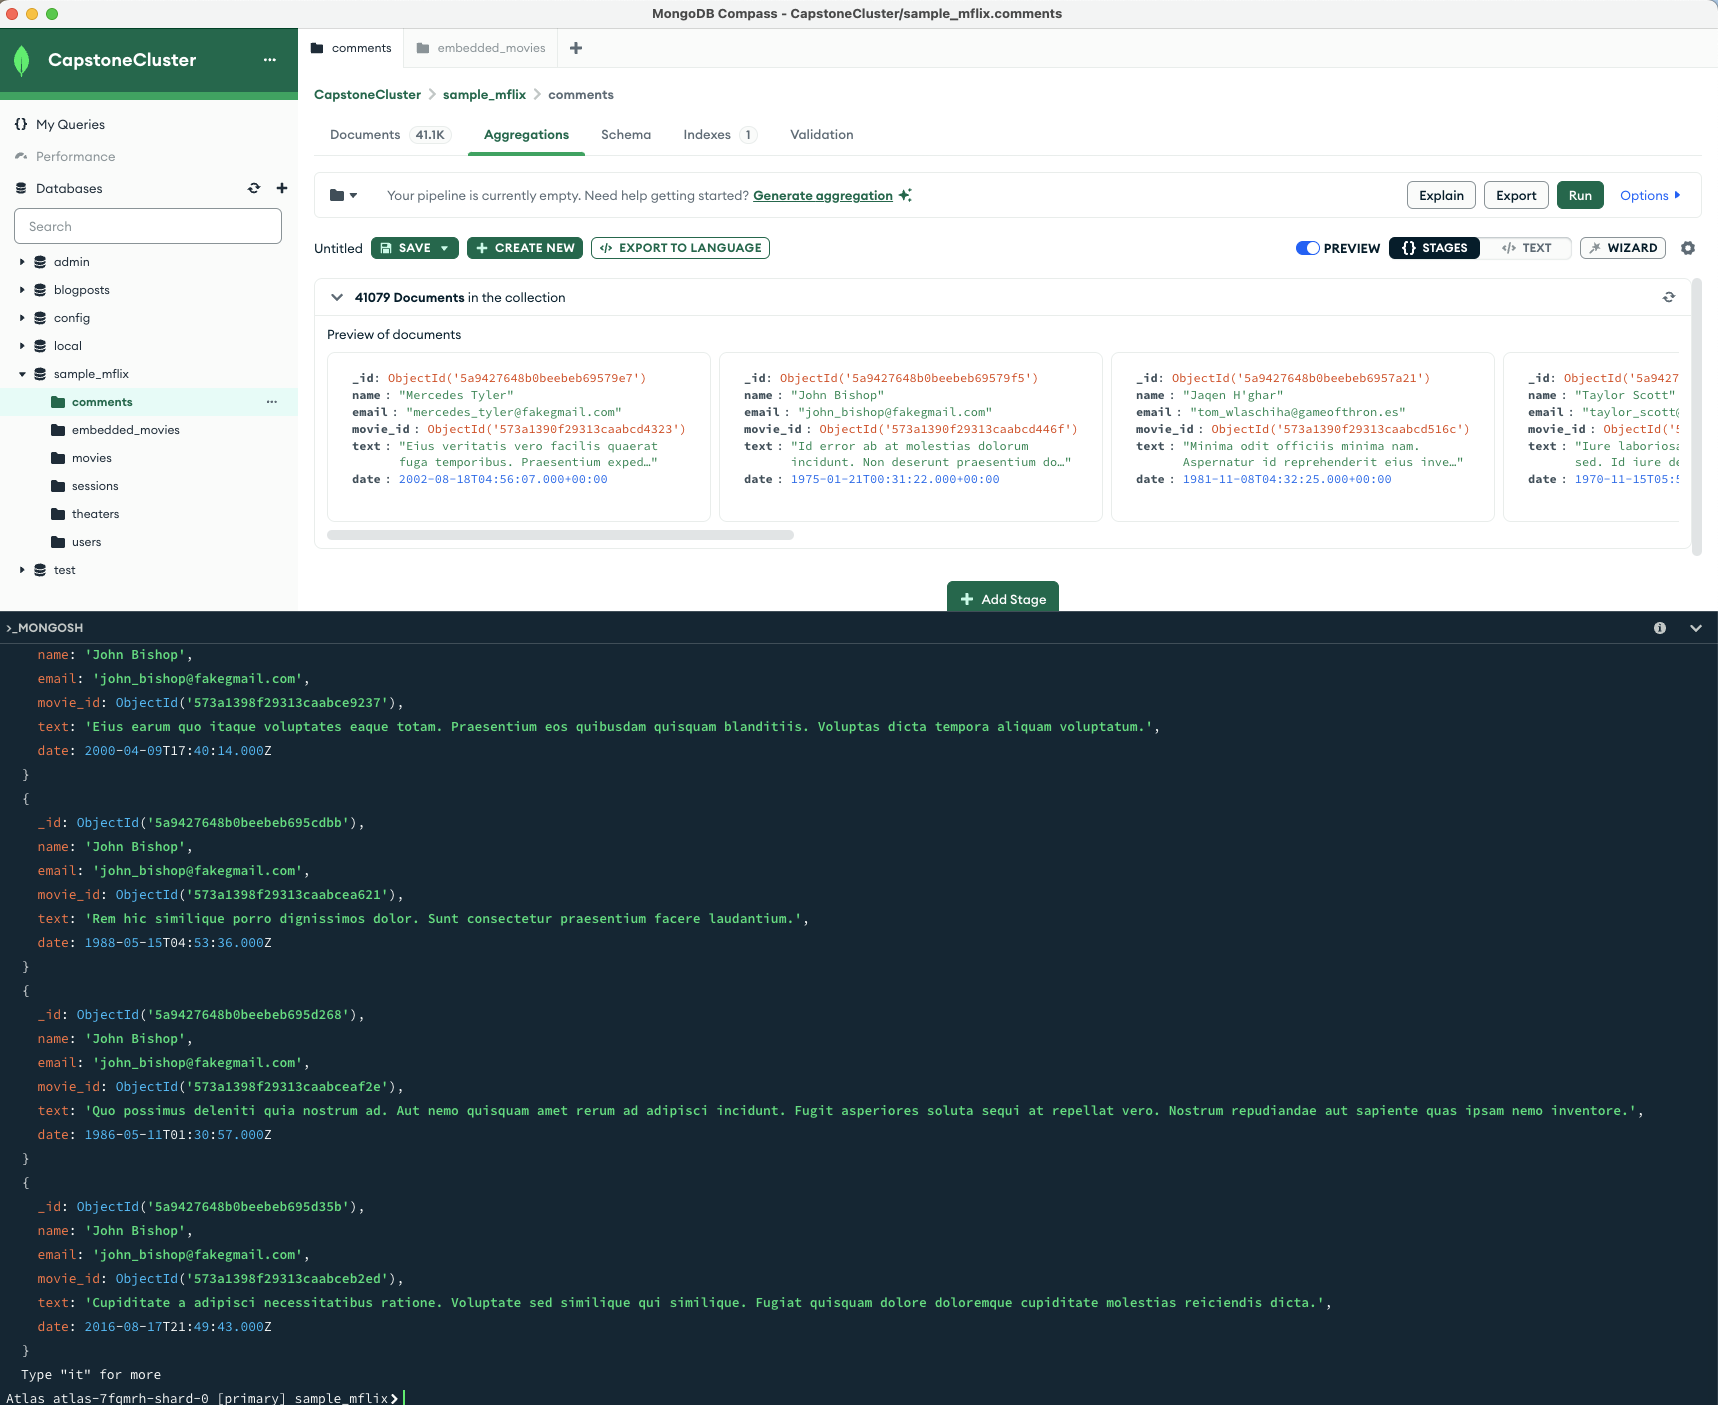 MongoDB Compass - CapstoneCluster/sample_mflix.comments
CapstoneCluster
comments
embedded_movies
My Queries
Performance
Databases
Search
admin
blogposts
config
local
sample_mflix
comments
embedded_movies
movies
sessions
theaters
users
test
CapstoneCluster > sample_mflix > comments
Documents 41.1K Aggregations Schema Indexes 1 Validation
Your pipeline is currently empty. Need help getting started? Generate aggregation
Explain Export Run Options
Untitled SAVE CREATE NEW </> EXPORT TO LANGUAGE
PREVIEW {} STAGES </> TEXT WIZARD
41079 Documents in the collection
Preview of documents
_id: ObjectId('5a9427648b0beebeb69579e7')
name : "Mercedes Tyler"
email : "mercedes_tyler@fakegmail.com"
movie_id : ObjectId('573a1390f29313caabcd4323')
text : "Eius veritatis vero facilis quaerat
fuga temporibus. Praesentium exped…"
date : 2002-08-18T04:56:07.000+00:00
_id: ObjectId('5a9427648b0beebeb69579f5')
name : "John Bishop"
email : "john_bishop@fakegmail.com"
movie_id : ObjectId('573a1390f29313caabcd446f')
text : "Id error ab at molestias dolorum
incidunt. Non deserunt praesentium do…"
date : 1975-01-21T00:31:22.000+00:00
_id: ObjectId('5a9427648b0beebeb6957a21')
name : "Jaqen H'ghar"
email : "tom_wlaschiha@gameofthron.es"
movie_id : ObjectId('573a1390f29313caabcd516c')
text : "Minima odit officiis minima nam.
Aspernatur id reprehenderit eius inve…"
date : 1981-11-08T04:32:25.000+00:00
_id: ObjectId('5a9427
name : "Taylor Scott"
email : "taylor_scott@
movie_id : ObjectId('5
text : "Iure laboriosa
sed. Id iure de
date : 1970-11-15T05:5
Add Stage
>_MONGOSH
name: 'John Bishop',
email: 'john_bishop@fakegmail.com',
movie_id: ObjectId('573a1398f29313caabce9237'),
text: 'Eius earum quo itaque voluptates eaque totam. Praesentium eos quibusdam quisquam blanditiis. Voluptas dicta tempora aliquam voluptatum.',
date: 2000-04-09T17:40:14.000Z
}
{
_id: ObjectId('5a9427648b0beebeb695cdbb'),
name: 'John Bishop',
email: 'john_bishop@fakegmail.com',
movie_id: ObjectId('573a1398f29313caabcea621'),
text: 'Rem hic similique porro dignissimos dolor. Sunt consectetur praesentium facere laudantium.',
date: 1988-05-15T04:53:36.000Z
}
{
_id: ObjectId('5a9427648b0beebeb695d268'),
name: 'John Bishop',
email: 'john_bishop@fakegmail.com',
movie_id: ObjectId('573a1398f29313caabceaf2e'),
text: 'Quo possimus deleniti quia nostrum ad. Aut nemo quisquam amet rerum ad adipisci incidunt. Fugit asperiores soluta sequi at repellat vero. Nostrum repudiandae aut sapiente quas ipsam nemo inventore.',
date: 1986-05-11T01:30:57.000Z
}
{
_id: ObjectId('5a9427648b0beebeb695d35b'),
name: 'John Bishop',
email: 'john_bishop@fakegmail.com',
movie_id: ObjectId('573a1398f29313caabceb2ed'),
text: 'Cupiditate a adipisci necessitatibus ratione. Voluptate sed similique qui similique. Fugiat quisquam dolore doloremque cupiditate molestias reiciendis dicta.',
date: 2016-08-17T21:49:43.000Z
}
Type "it" for more
Atlas atlas-7fqmrh-shard-0 [primary] sample_mflix>